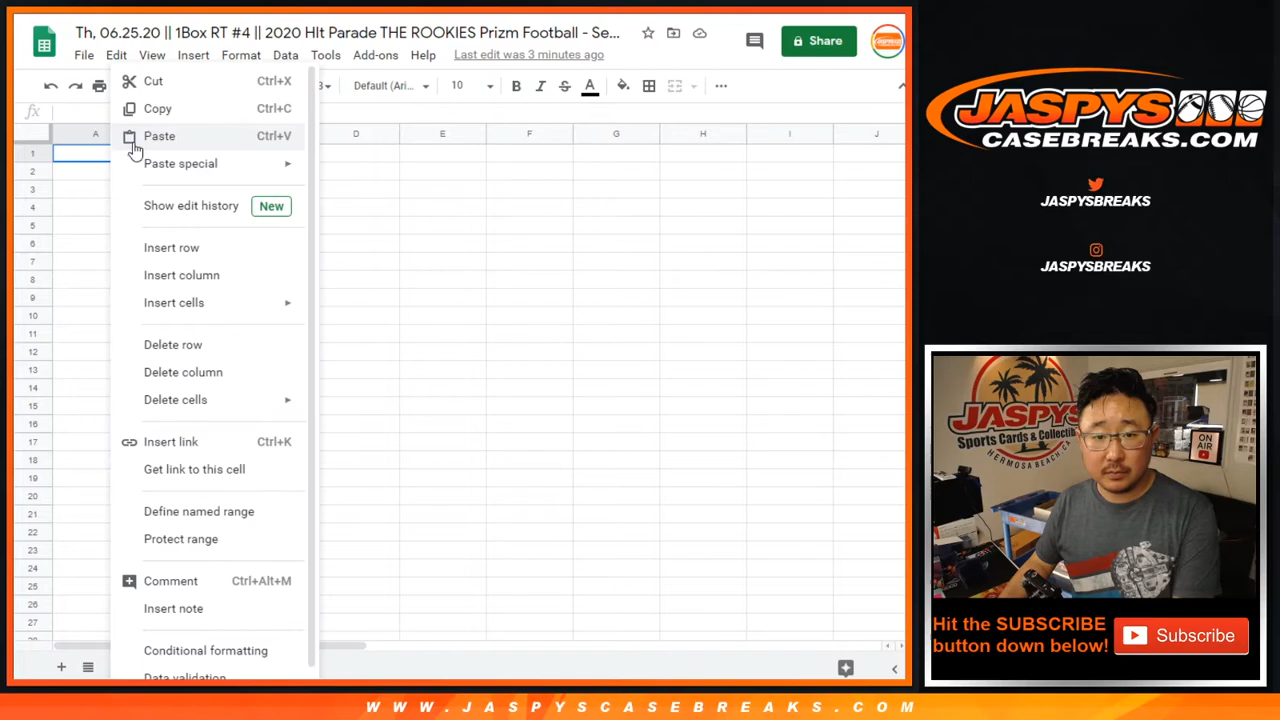 Th, 06.25.20 || 1Box RT #4 || 2020 HIt Parade THE ROOKIES Prizm Football - Se...
Share
File Edit View Insert Format Data Tools Add-ons Help Last edit was 3 minutes ago
Default (Ari... 10 B I S A
fx
A D E F G H I J
1
2
3
4
5
6
7
8
9
10
11
12
13
14
15
16
17
18
19
20
21
22
23
24
25
26
27
28
Cut Ctrl+X
Copy Ctrl+C
Paste Ctrl+V
Paste special
Show edit history New
Insert row
Insert column
Insert cells
Delete row
Delete column
Delete cells
Insert link Ctrl+K
Get link to this cell
Define named range
Protect range
Comment Ctrl+Alt+M
Insert note
Conditional formatting
Data validation
JASPYS
CASEBREAKS.COM
JASPYSBREAKS
JASPYSBREAKS
JASPYS
Sports Cards & Collectib
HERMOSA BEACH, CA
ON
AIR
Hit the SUBSCRIBE
button down below!
Subscribe
WWW.JASPYSCASEBREAKS.COM